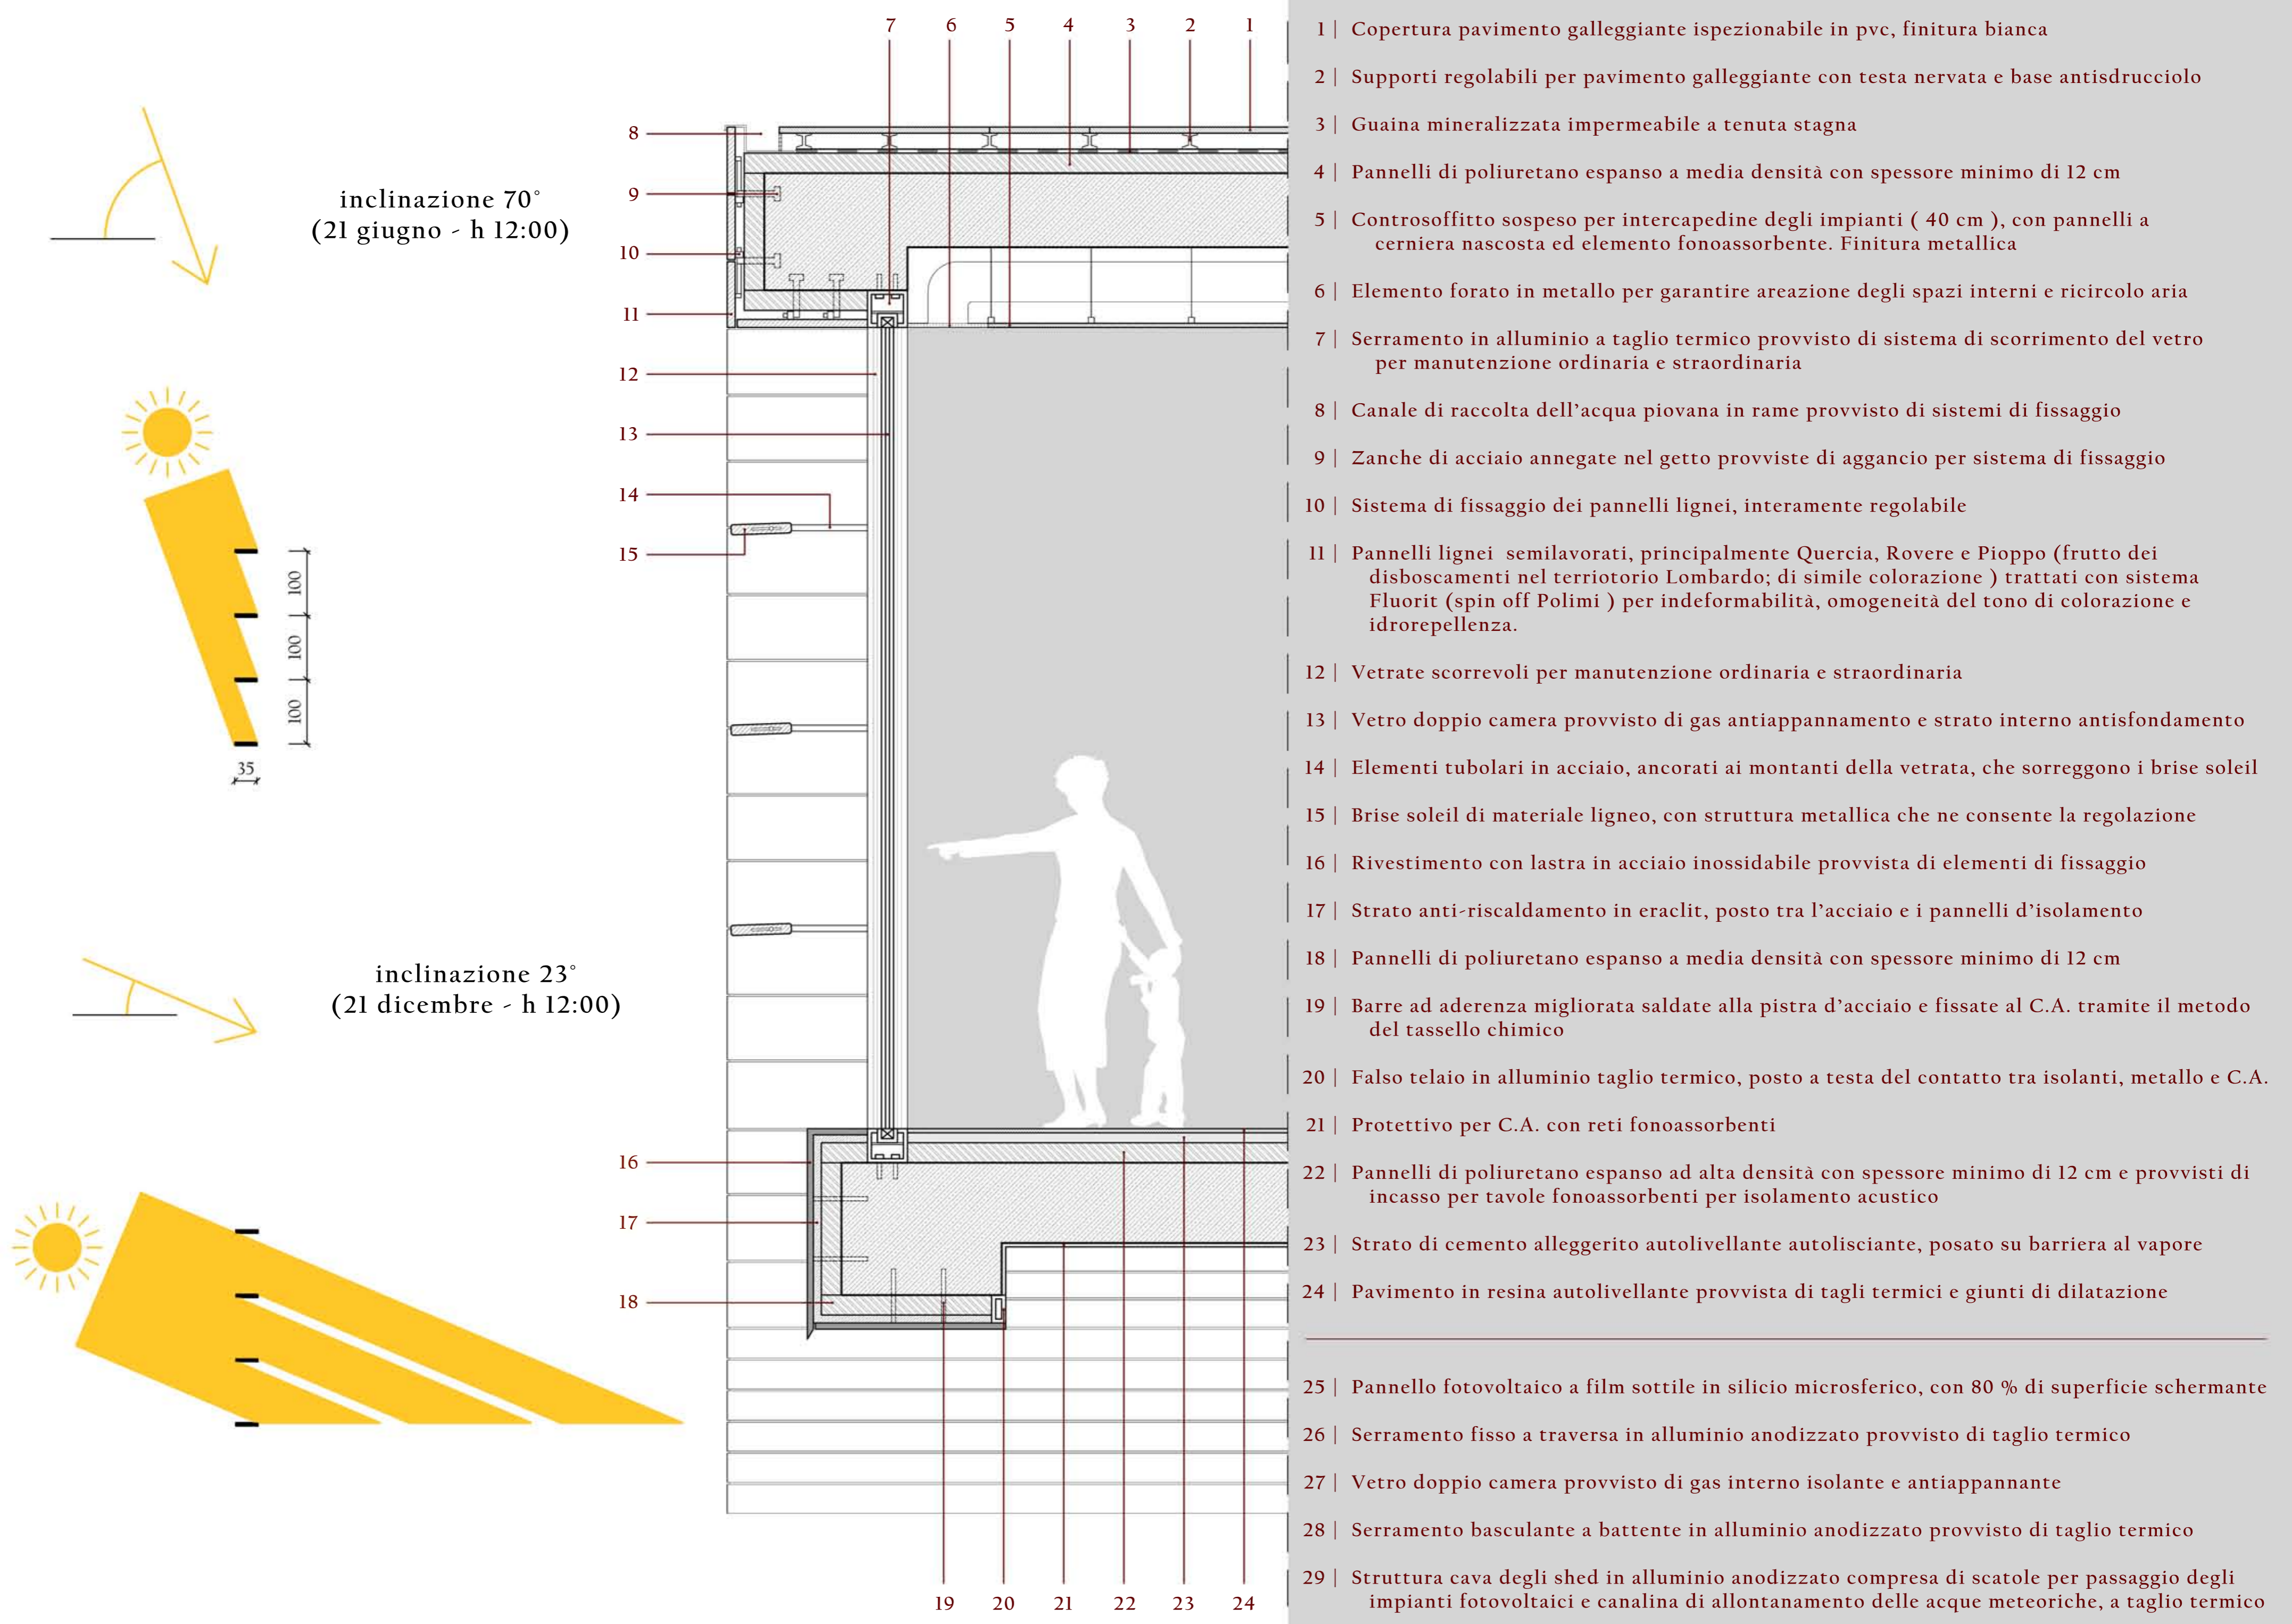 7 6 5 4 3 2 1
8
9
10
11
12
13
14
15
16
17
18
19 20 21 22 23 24
inclinazione 70°
(21 giugno - h 12:00)
100
100
100
35
inclinazione 23°
(21 dicembre - h 12:00)
1 | Copertura pavimento galleggiante ispezionabile in pvc, finitura bianca
2 | Supporti regolabili per pavimento galleggiante con testa nervata e base antisdrucciolo
3 | Guaina mineralizzata impermeabile a tenuta stagna
4 | Pannelli di poliuretano espanso a media densità con spessore minimo di 12 cm
5 | Controsoffitto sospeso per intercapedine degli impianti ( 40 cm ), con pannelli a
cerniera nascosta ed elemento fonoassorbente. Finitura metallica
6 | Elemento forato in metallo per garantire areazione degli spazi interni e ricircolo aria
7 | Serramento in alluminio a taglio termico provvisto di sistema di scorrimento del vetro
per manutenzione ordinaria e straordinaria
8 | Canale di raccolta dell'acqua piovana in rame provvisto di sistemi di fissaggio
9 | Zanche di acciaio annegate nel getto provviste di aggancio per sistema di fissaggio
10 | Sistema di fissaggio dei pannelli lignei, interamente regolabile
11 | Pannelli lignei semilavorati, principalmente Quercia, Rovere e Pioppo (frutto dei
disboscamenti nel terriotorio Lombardo; di simile colorazione ) trattati con sistema
Fluorit (spin off Polimi ) per indeformabilità, omogeneità del tono di colorazione e
idrorepellenza.
12 | Vetrate scorrevoli per manutenzione ordinaria e straordinaria
13 | Vetro doppio camera provvisto di gas antiappannamento e strato interno antisfondamento
14 | Elementi tubolari in acciaio, ancorati ai montanti della vetrata, che sorreggono i brise soleil
15 | Brise soleil di materiale ligneo, con struttura metallica che ne consente la regolazione
16 | Rivestimento con lastra in acciaio inossidabile provvista di elementi di fissaggio
17 | Strato anti-riscaldamento in eraclit, posto tra l'acciaio e i pannelli d'isolamento
18 | Pannelli di poliuretano espanso a media densità con spessore minimo di 12 cm
19 | Barre ad aderenza migliorata saldate alla pistra d'acciaio e fissate al C.A. tramite il metodo
del tassello chimico
20 | Falso telaio in alluminio taglio termico, posto a testa del contatto tra isolanti, metallo e C.A.
21 | Protettivo per C.A. con reti fonoassorbenti
22 | Pannelli di poliuretano espanso ad alta densità con spessore minimo di 12 cm e provvisti di
incasso per tavole fonoassorbenti per isolamento acustico
23 | Strato di cemento alleggerito autolivellante autolisciante, posato su barriera al vapore
24 | Pavimento in resina autolivellante provvista di tagli termici e giunti di dilatazione
25 | Pannello fotovoltaico a film sottile in silicio microsferico, con 80 % di superficie schermante
26 | Serramento fisso a traversa in alluminio anodizzato provvisto di taglio termico
27 | Vetro doppio camera provvisto di gas interno isolante e antiappannante
28 | Serramento basculante a battente in alluminio anodizzato provvisto di taglio termico
29 | Struttura cava degli shed in alluminio anodizzato compresa di scatole per passaggio degli
impianti fotovoltaici e canalina di allontanamento delle acque meteoriche, a taglio termico